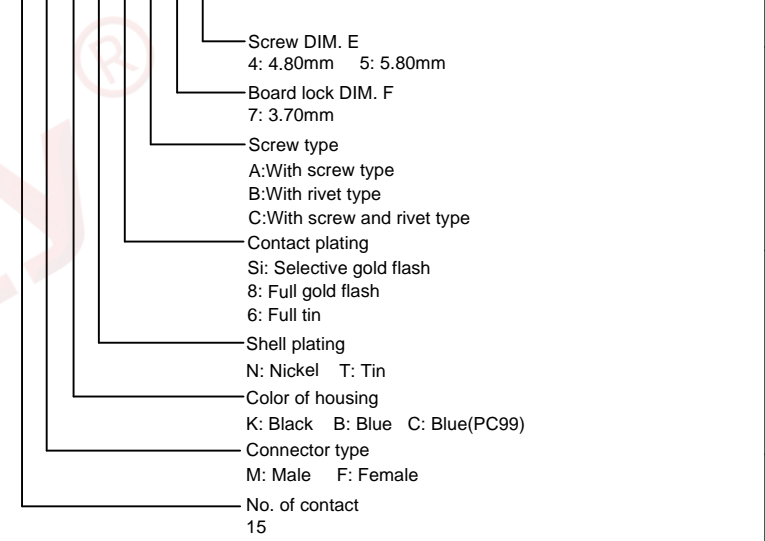 Screw DIM. E
4: 4.80mm 5: 5.80mm
Board lock DIM. F
7: 3.70mm
Screw type
A:With screw type
B:With rivet type
C:With screw and rivet type
Contact plating
Si: Selective gold flash
8: Full gold flash
6: Full tin
Shell plating
N: Nickel T: Tin
Color of housing
K: Black B: Blue C: Blue(PC99)
Connector type
M: Male F: Female
No. of contact
15
®
y